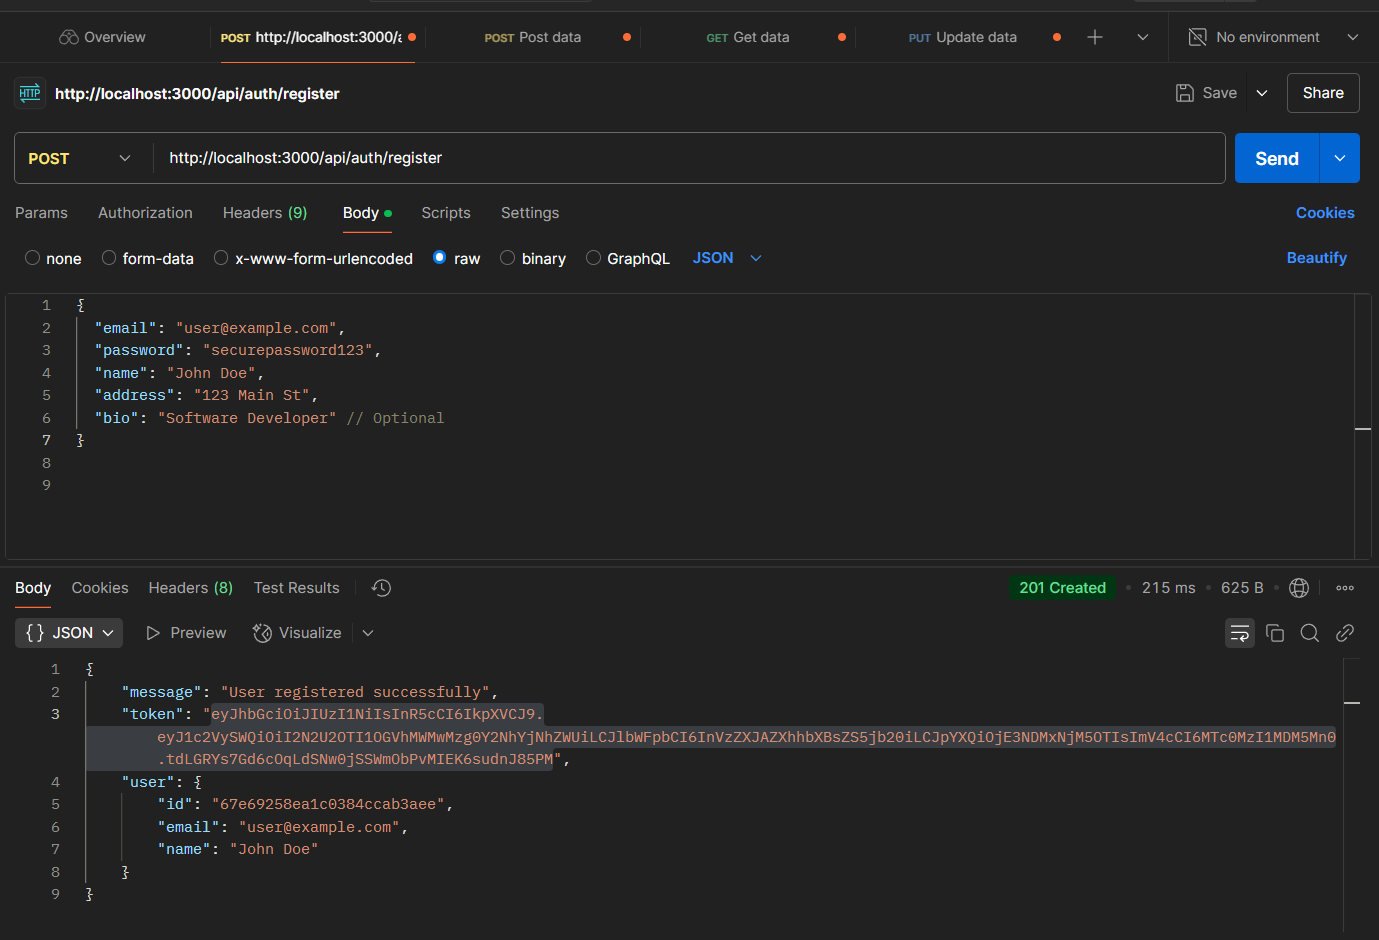 Overview
POST http://localhost:3000/a
POST Post data
GET Get data
PUT Update data
No environment
HTTP http://localhost:3000/api/auth/register
Save
Share
POST http://localhost:3000/api/auth/register
Send
Params Authorization Headers (9) Body Scripts Settings
Cookies
none form-data x-www-form-urlencoded raw binary GraphQL JSON
Beautify
1 {
2 "email": "user@example.com",
3 "password": "securepassword123",
4 "name": "John Doe",
5 "address": "123 Main St",
6 "bio": "Software Developer" // Optional
7 }
8
9
Body Cookies Headers (8) Test Results
201 Created • 215 ms • 625 B •
{} JSON Preview Visualize
1 {
2 "message": "User registered successfully",
3 "token": "eyJhbGciOiJIUzI1NiIsInR5cCI6IkpXVCJ9.
eyJ1c2VySWQiOiI2N2U2OTI1OGVhMWMwMzg0Y2NhYjNhZWUiLCJlbWFpbCI6InVzZXJAZXhhbXBsZS5jb20iLCJpYXQiOjE3NDMxNjM5OTIsImV4cCI6MTc0MzI1MDM5Mn0
.tdLGRYs7Gd6cOqLdSNw0jSSWmObPvMIEK6sudnJ85PM",
4 "user": {
5 "id": "67e69258ea1c0384ccab3aee",
6 "email": "user@example.com",
7 "name": "John Doe"
8 }
9 }